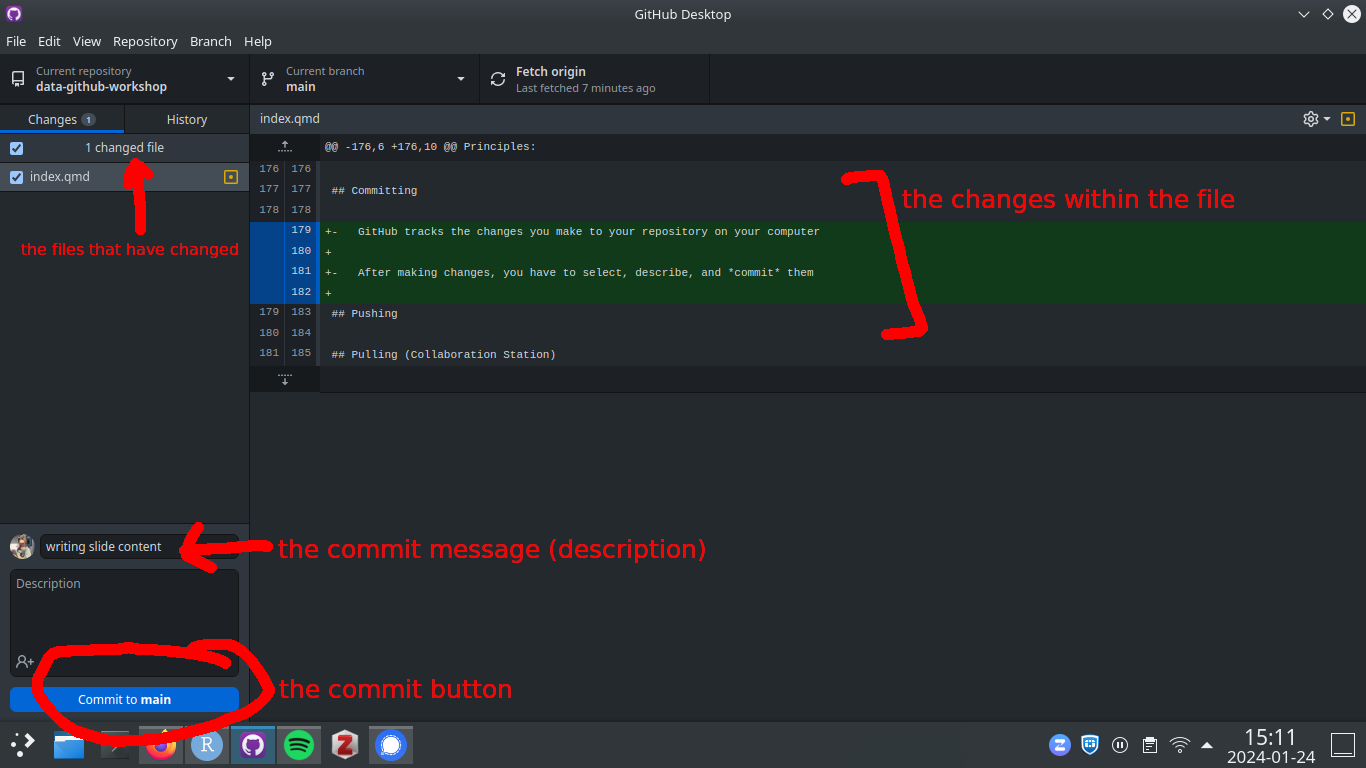 GitHub Desktop
File Edit View Repository Branch Help
Current repository
data-github-workshop
Current branch
main
Fetch origin
Last fetched 7 minutes ago
Changes 1
History
index.qmd
1 changed file
index.qmd
the files that have changed
@@ -176,6 +176,10 @@ Principles:
176 176
177 177 ## Committing
178 178
179 +-   GitHub tracks the changes you make to your repository on your computer
180 +
181 +-   After making changes, you have to select, describe, and *commit* them
182 +
179 183 ## Pushing
180 184
181 185 ## Pulling (Collaboration Station)
the changes within the file
writing slide content
the commit message (description)
Description
Commit to main
the commit button
R
Z
Z
15:11
2024-01-24